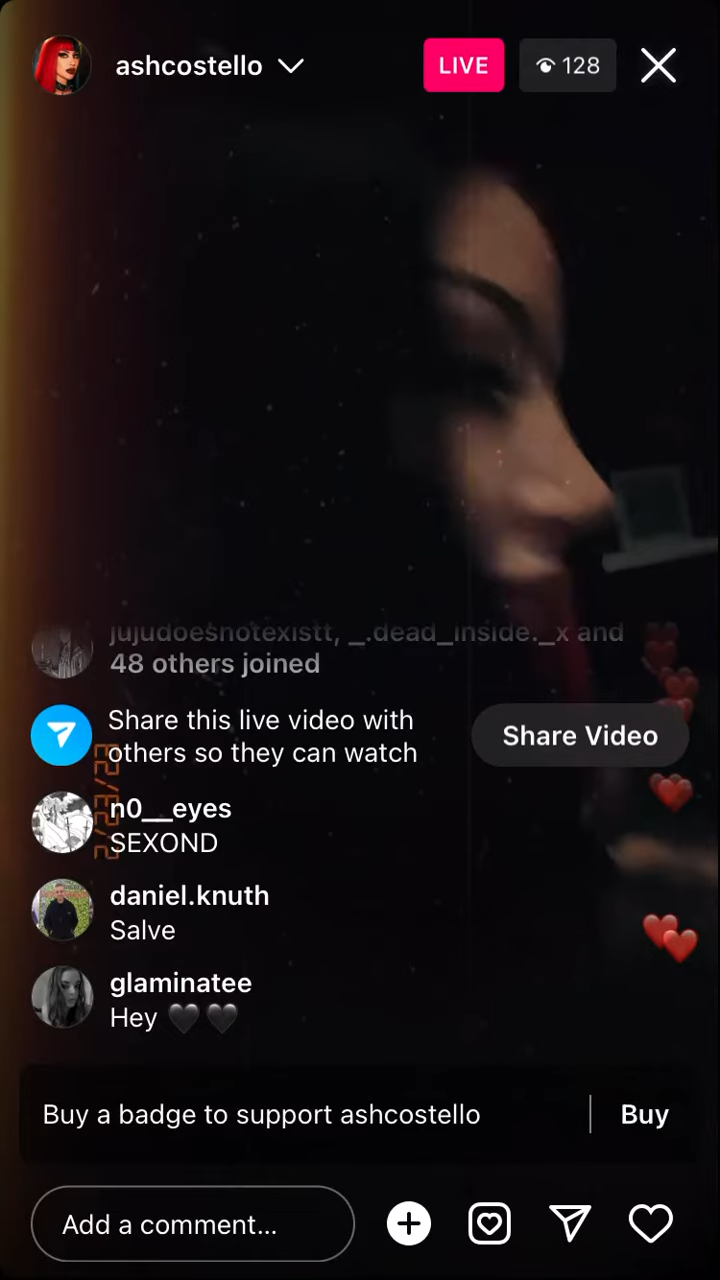 ashcostello
LIVE
128
jujudoesnotexistt, _.dead_inside._x and
48 others joined
Share this live video with
others so they can watch
Share Video
n0__eyes
SEXOND
daniel.knuth
Salve
glaminatee
Hey 🖤 🖤
Buy a badge to support ashcostello
Buy
Add a comment...